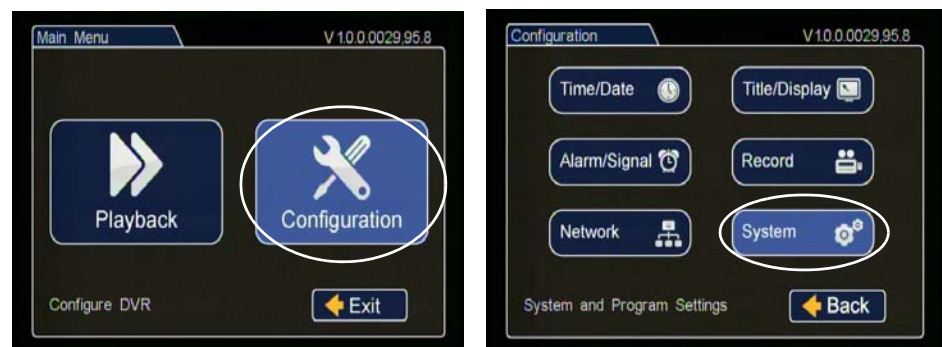 Main Menu V 1.0.0.0029,95.8
Playback Configuration
Configure DVR Exit
Configuration V 1.0.0.0029,95.8
Time/Date Title/Display
Alarm/Signal Record
Network System
System and Program Settings Back